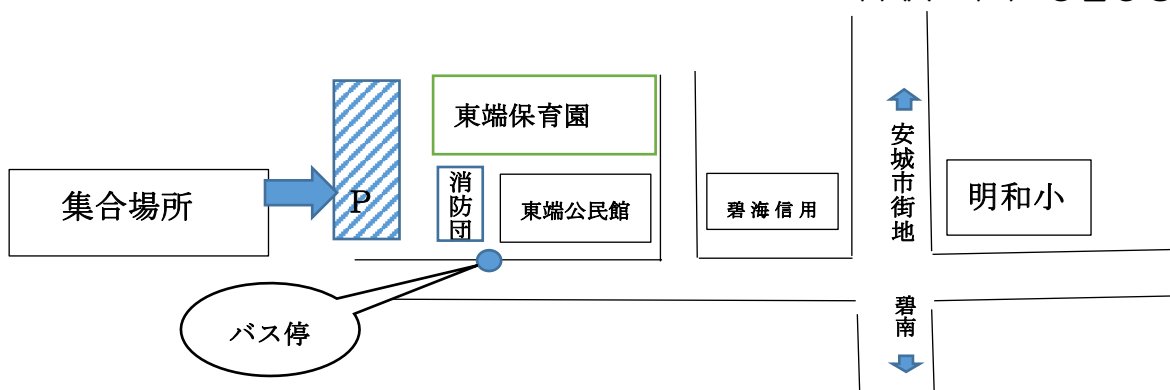 東端保育園
集合場所
P
消防団
東端公民館
碧海信用
安城市街地
明和小
バス停
碧南